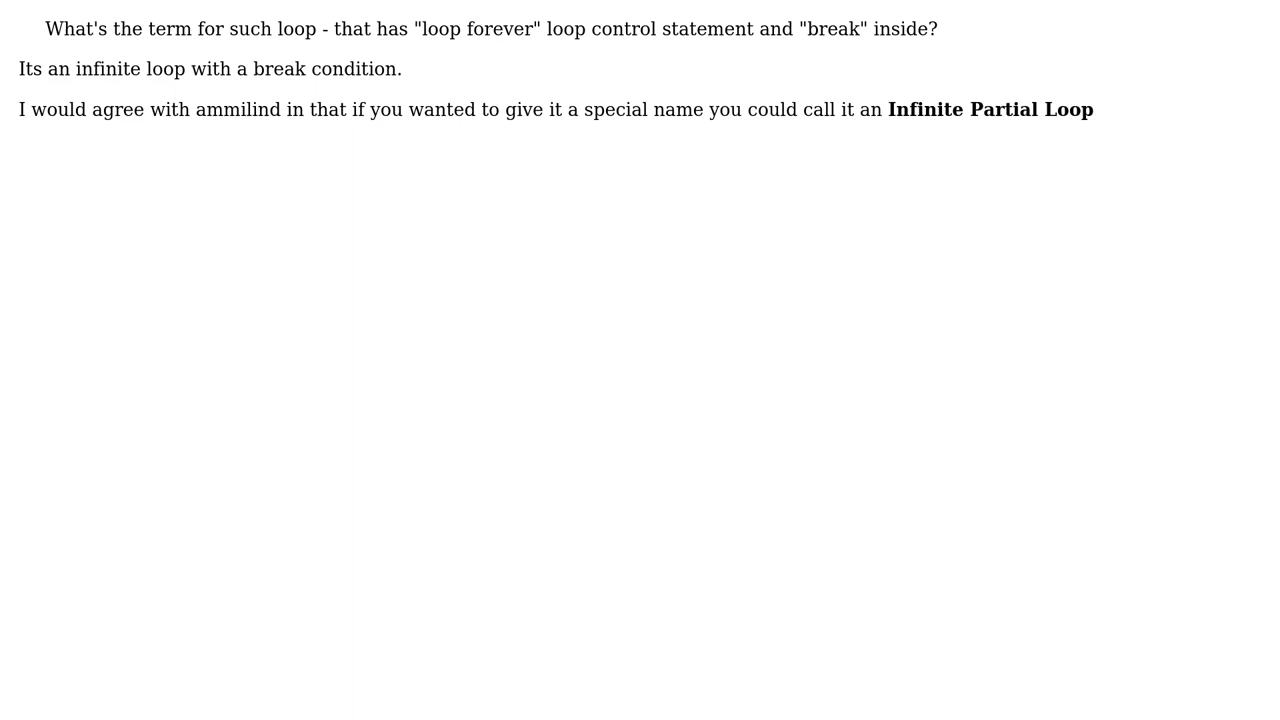 What's the term for such loop - that has "loop forever" loop control statement and "break" inside?
Its an infinite loop with a break condition.
I would agree with ammilind in that if you wanted to give it a special name you could call it an Infinite Partial Loop